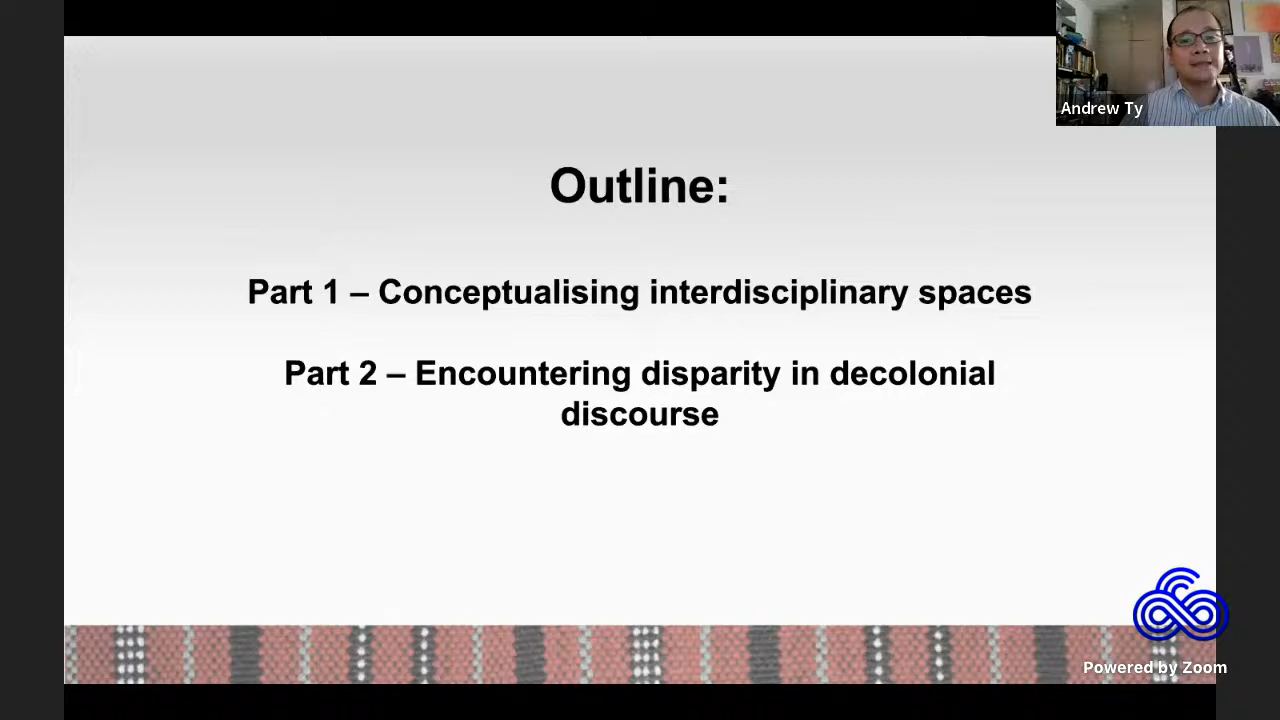 Andrew Ty
Outline:
Part 1 – Conceptualising interdisciplinary spaces
Part 2 – Encountering disparity in decolonial
discourse
Powered by Zoom